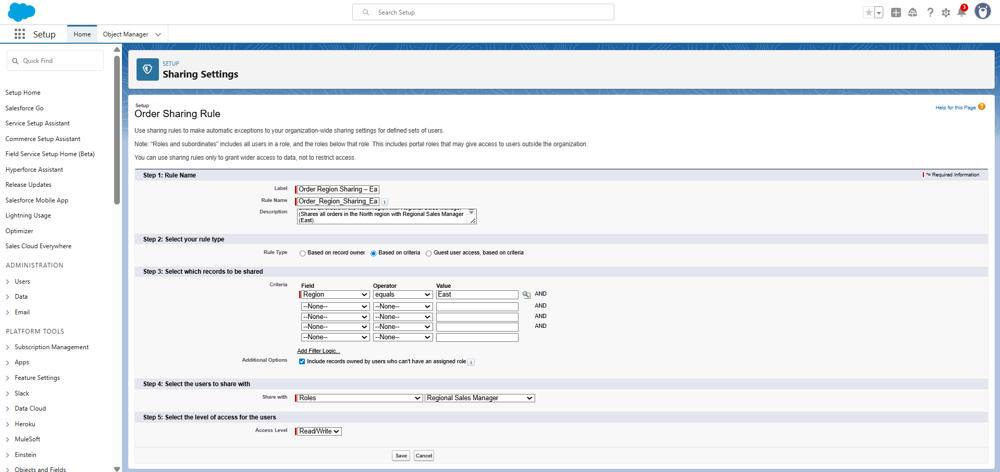 Search Setup
3
Setup
Home
Object Manager
Quick Find
Setup Home
Salesforce Go
Service Setup Assistant
Commerce Setup Assistant
Field Service Setup Home (Beta)
Hyperforce Assistant
Release Updates
Salesforce Mobile App
Lightning Usage
Optimizer
Sales Cloud Everywhere
ADMINISTRATION
Users
Data
Email
PLATFORM TOOLS
Subscription Management
Apps
Feature Settings
Slack
Data Cloud
Heroku
MuleSoft
Einstein
Objects and Fields
SETUP
Sharing Settings
Setup
Order Sharing Rule
Help for this Page
Use sharing rules to make automatic exceptions to your organization-wide sharing settings for defined sets of users.
Note: "Roles and subordinates" includes all users in a role, and the roles below that role. This includes portal roles that may give access to users outside the organization.
You can use sharing rules only to grant wider access to data, not to restrict access.
Step 1: Rule Name
= Required Information
Label Order Region Sharing – Ea
Rule Name Order_Region_Sharing_Ea
Description
(Shares all orders in the North region with Regional Sales Manager
(East).
Step 2: Select your rule type
Rule Type Based on record owner Based on criteria Guest user access, based on criteria
Step 3: Select which records to be shared
Criteria Field Operator Value
Region equals East AND
--None-- --None-- AND
--None-- --None-- AND
--None-- --None-- AND
--None-- --None--
Add Filter Logic...
Additional Options Include records owned by users who can't have an assigned role
Step 4: Select the users to share with
Share with Roles Regional Sales Manager
Step 5: Select the level of access for the users
Access Level Read/Write
Save Cancel